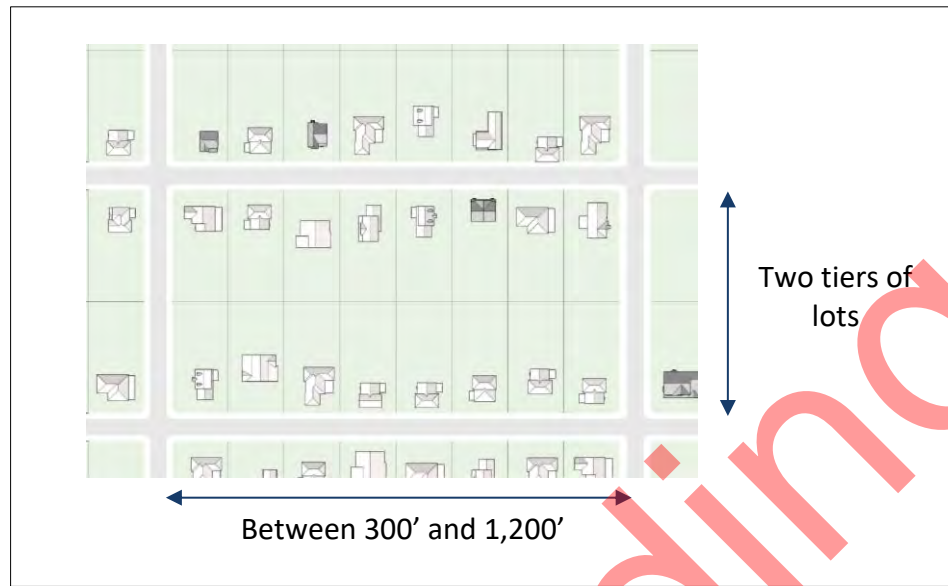 Two tiers of
lots
Between 300’ and 1,200’